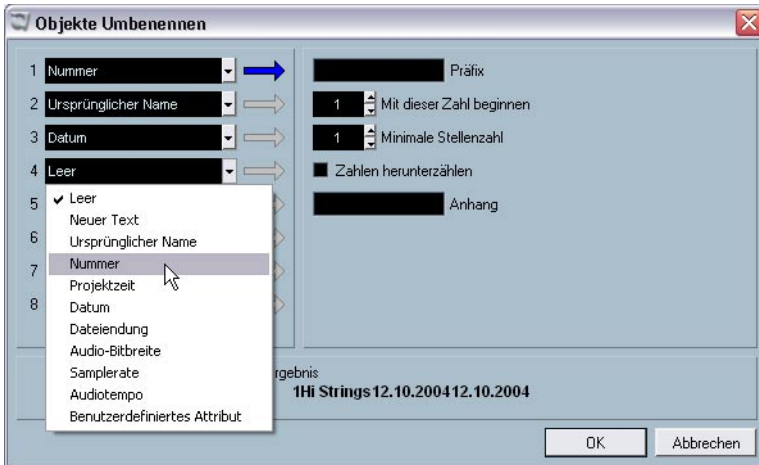 Objekte Umbenennen
1 Nummer
Präfix
2 Ursprünglicher Name
1 Mit dieser Zahl beginnen
3 Datum
1 Minimale Stellenzahl
4 Leer
Zahlen herunterzählen
5
Anhang
6
7
8
✔ Leer
Neuer Text
Ursprünglicher Name
Nummer
Projektzeit
Datum
Dateiendung
Audio-Bitbreite
Samplerate
Audiotempo
Benutzerdefiniertes Attribut
rgebnis
1Hi Strings12.10.200412.10.2004
OK
Abbrechen